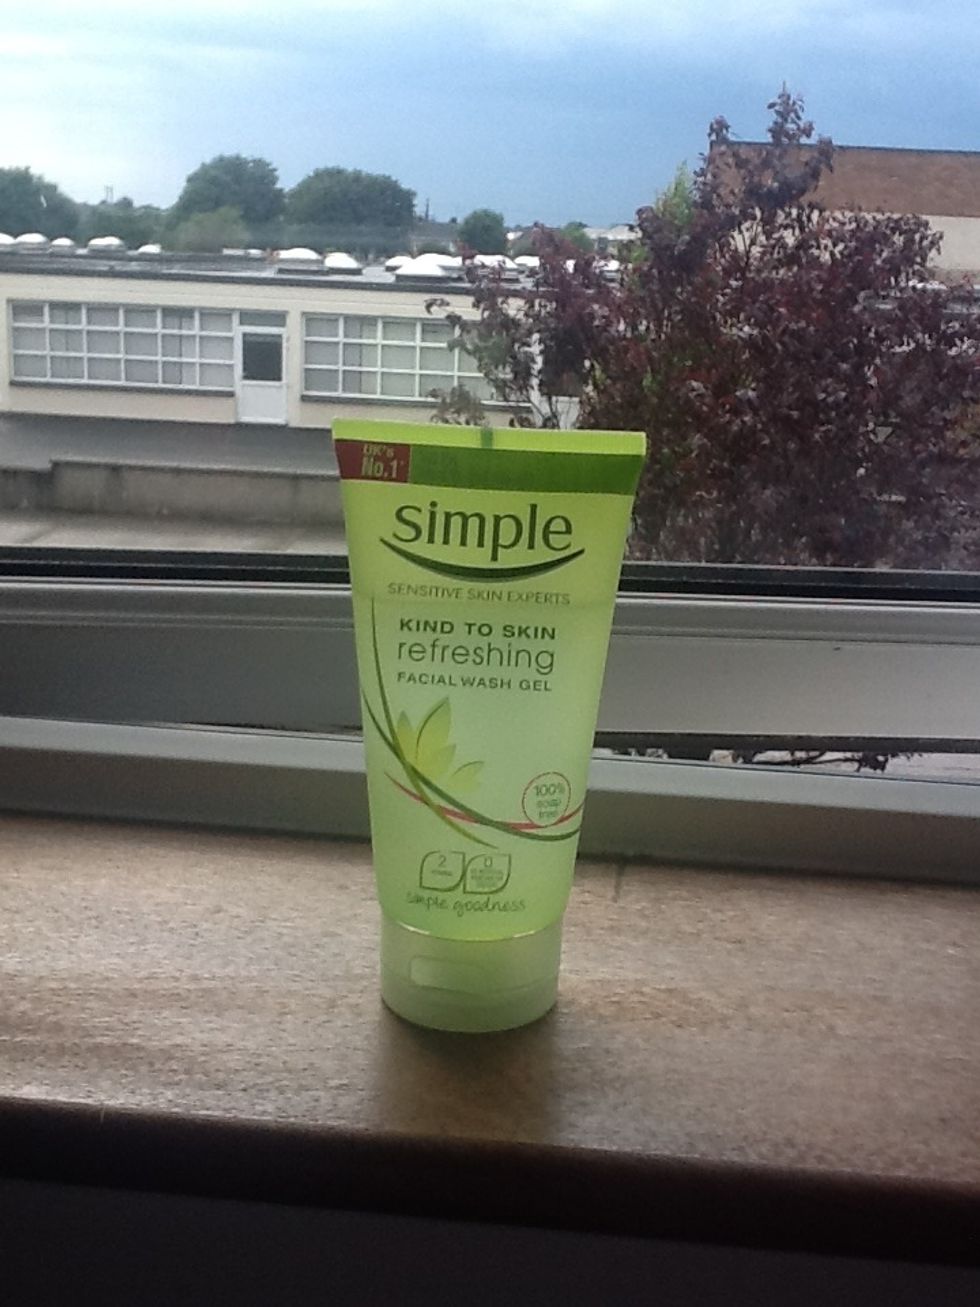 UK's
No.1
simple
SENSITIVE SKIN EXPERTS
KIND TO SKIN
refreshing
FACIAL WASH GEL
100%
soap
free
2
0
simple goodness